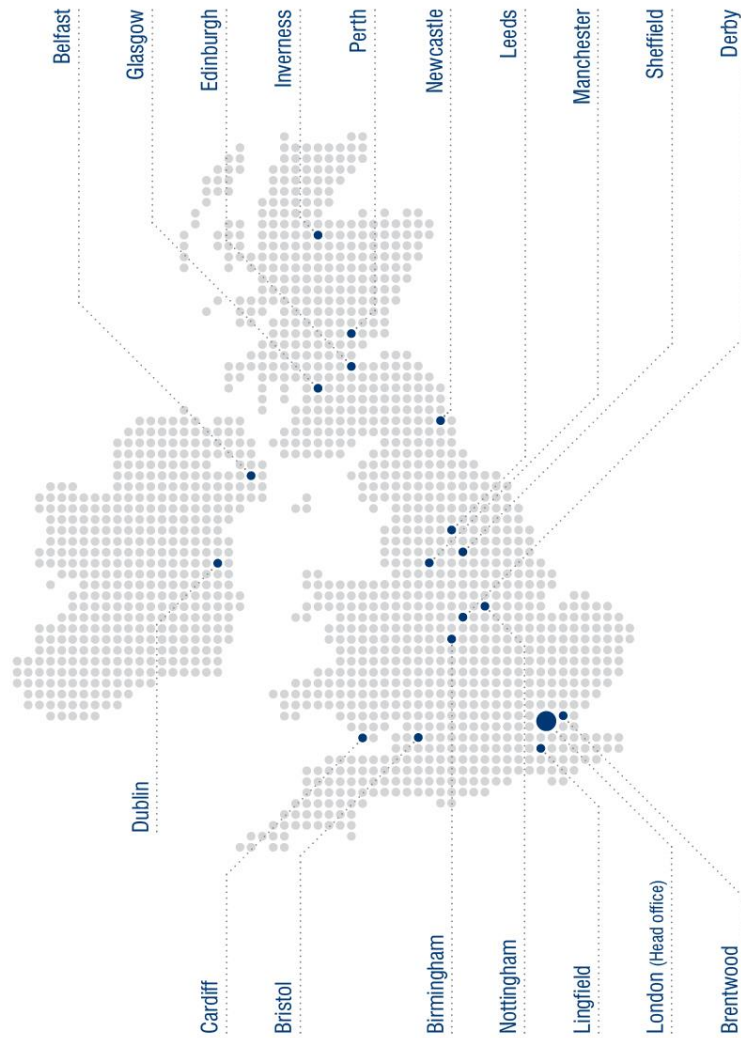 Belfast
Glasgow
Edinburgh
Inverness
Perth
Newcastle
Leeds
Manchester
Sheffield
Derby
Dublin
Cardiff
Bristol
Birmingham
Nottingham
Lingfield
London (Head office)
Brentwood